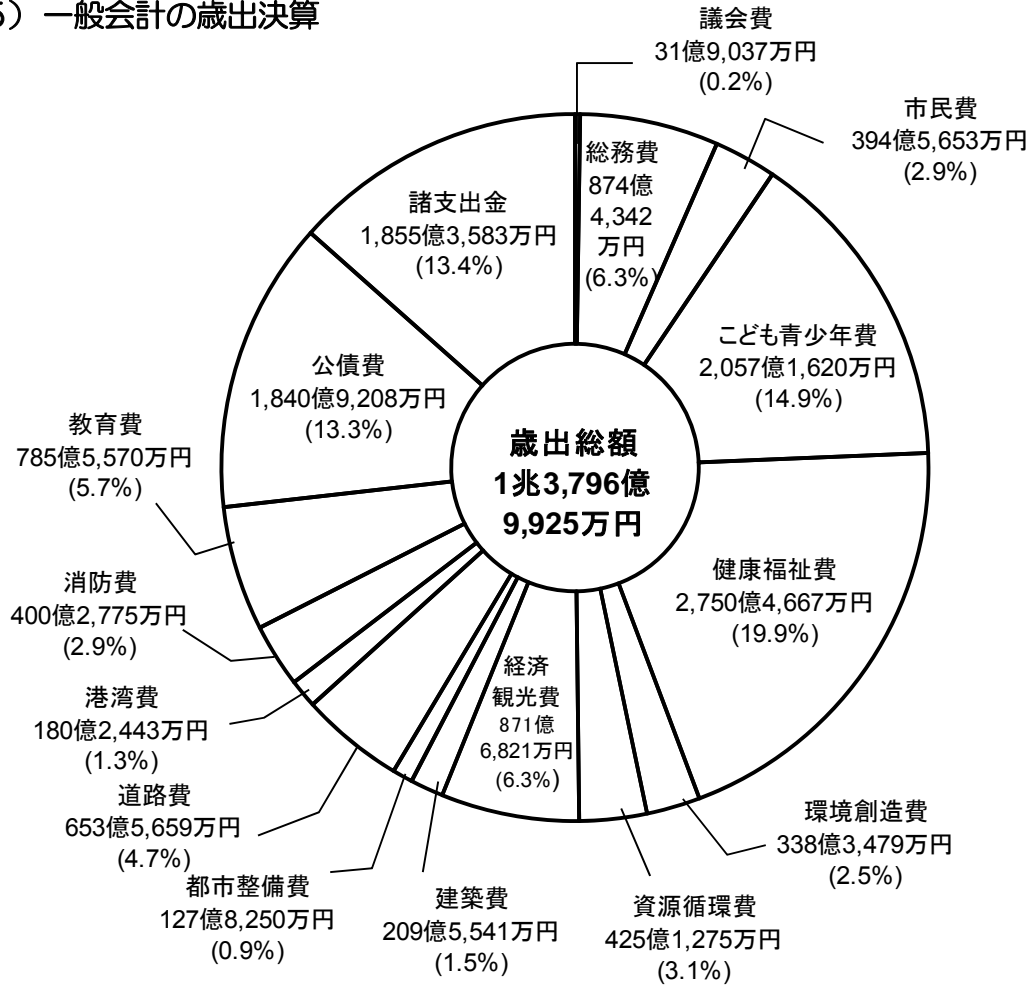 5） 一般会計の歳出決算
議会費
31億9,037万円
(0.2%)
市民費
394億5,653万円
(2.9%)
総務費
874億
4,342
万円
(6.3%)
諸支出金
1,855億3,583万円
(13.4%)
こども青少年費
2,057億1,620万円
(14.9%)
公債費
1,840億9,208万円
(13.3%)
教育費
785億5,570万円
(5.7%)
歳出総額
1兆3,796億
9,925万円
健康福祉費
2,750億4,667万円
(19.9%)
消防費
400億2,775万円
(2.9%)
経済
観光費
871億
6,821万円
(6.3%)
港湾費
180億2,443万円
(1.3%)
道路費
653億5,659万円
(4.7%)
環境創造費
338億3,479万円
(2.5%)
都市整備費
127億8,250万円
(0.9%)
建築費
209億5,541万円
(1.5%)
資源循環費
425億1,275万円
(3.1%)